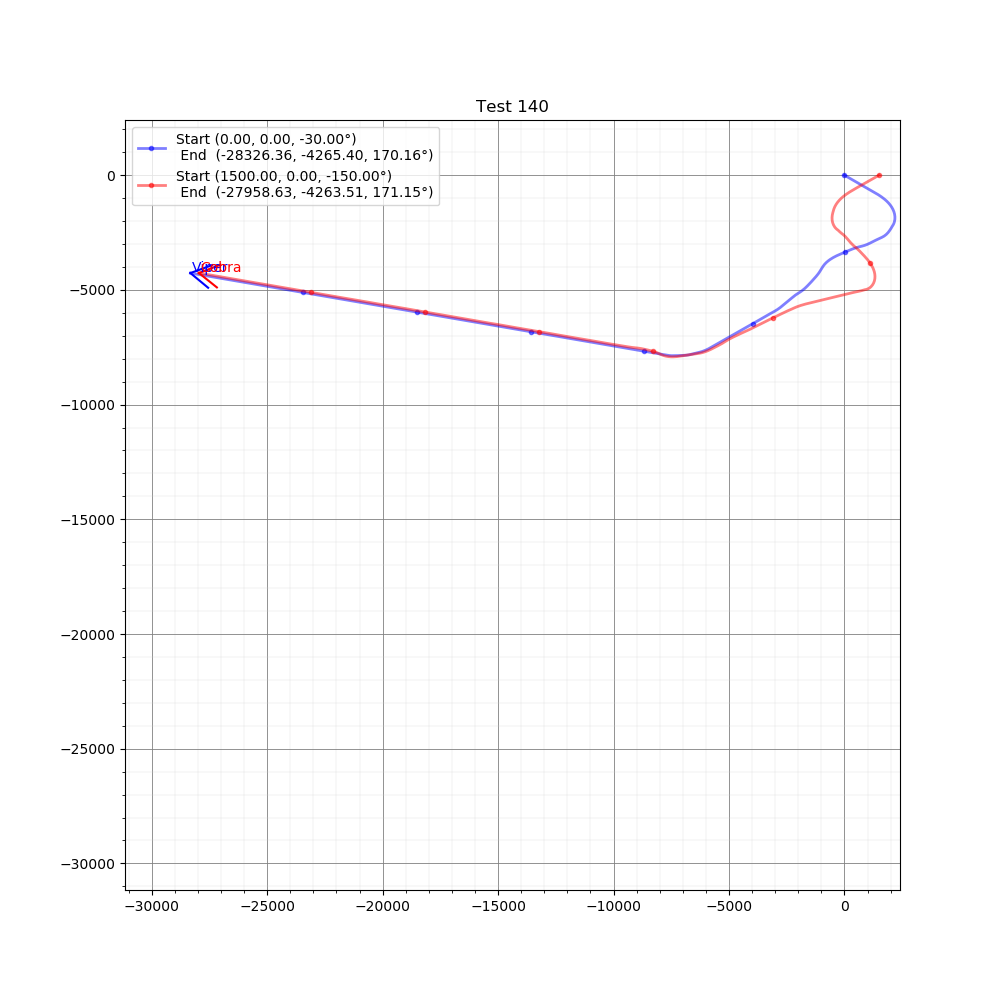 Test 140
Start (0.00, 0.00, -30.00°)
End  (-28326.36, -4265.40, 170.16°)
Start (1500.00, 0.00, -150.00°)
End  (-27958.63, -4263.51, 171.15°)
0
−5000
−10000
−15000
−20000
−25000
−30000
−30000 −25000 −20000 −15000 −10000 −5000 0